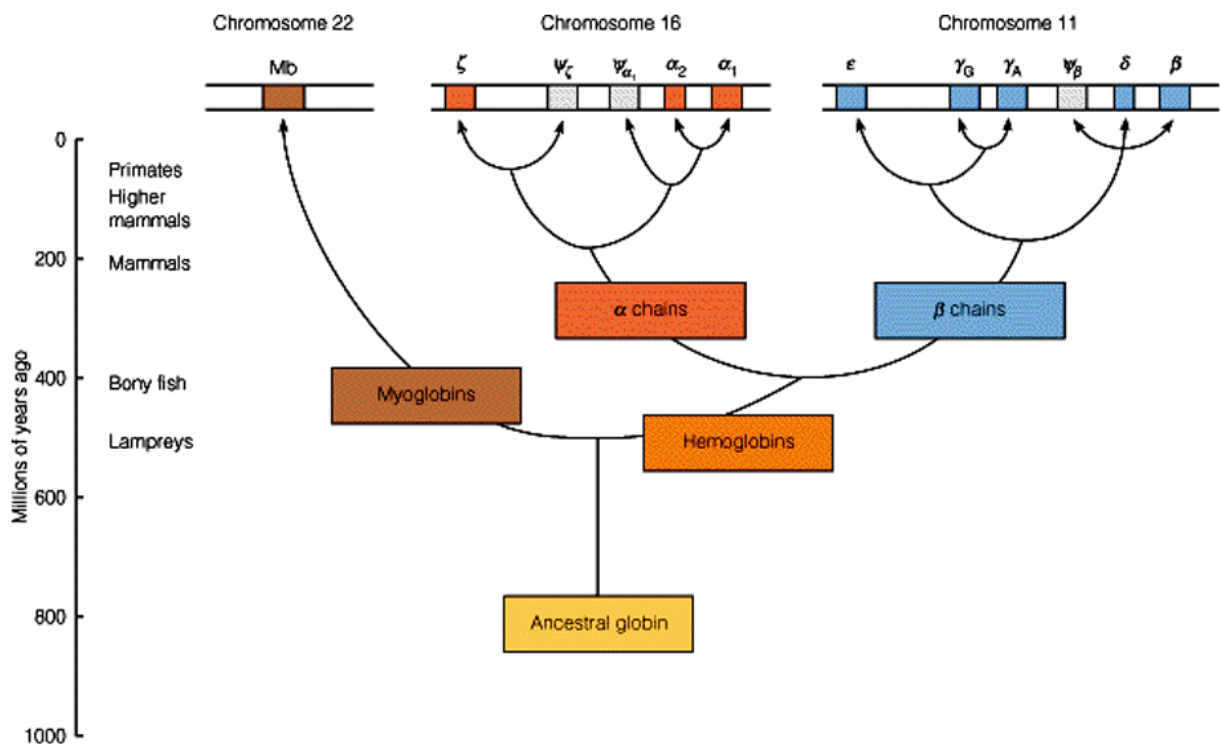 Chromosome 22 Chromosome 16 Chromosome 11
Mb ζ ψζ ψα1 α2 α1 ε γG γA ψβ δ β
0
Primates
Higher
mammals
200
Mammals
α chains β chains
400
Bony fish
Myoglobins
Lampreys
Hemoglobins
600
800
Ancestral globin
1000
Millions of years ago